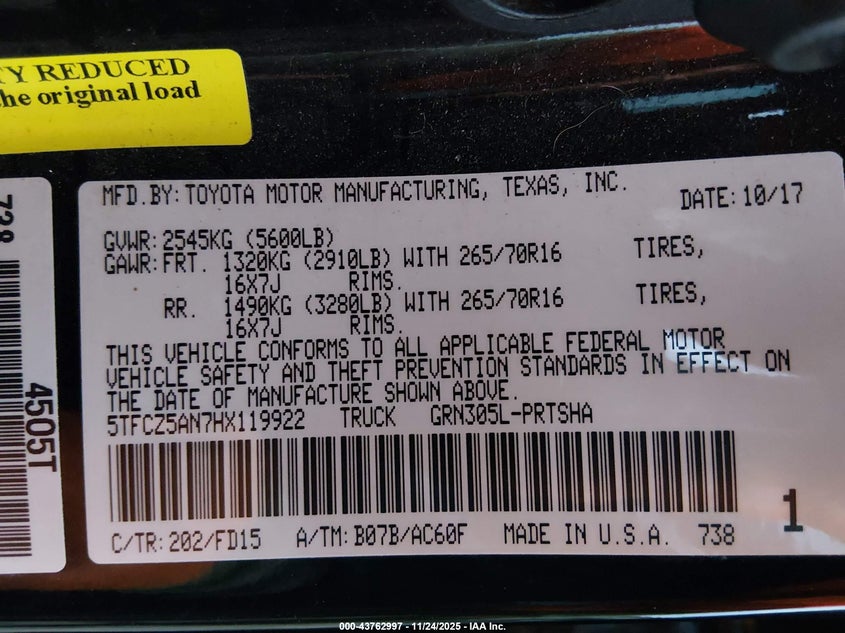 TY REDUCED
the original load
738
4505T
MFD.BY: TOYOTA MOTOR MANUFACTURING, TEXAS, INC.
DATE: 10/17
GVWR: 2545KG (5600LB)
GAWR: FRT. 1320KG (2910LB) WITH 265/70R16 TIRES,
16X7J RIMS.
RR. 1490KG (3280LB) WITH 265/70R16 TIRES,
16X7J RIMS.
THIS VEHICLE CONFORMS TO ALL APPLICABLE FEDERAL MOTOR
VEHICLE SAFETY AND THEFT PREVENTION STANDARDS IN EFFECT ON
THE DATE OF MANUFACTURE SHOWN ABOVE.
5TFCZ5AN7HX119922 TRUCK GRN305L-PRTSHA
C/TR: 202/FD15 A/TM: B07B/AC60F MADE IN U.S.A. 738
1
000-43762997 - 11/24/2025 - IAA Inc.